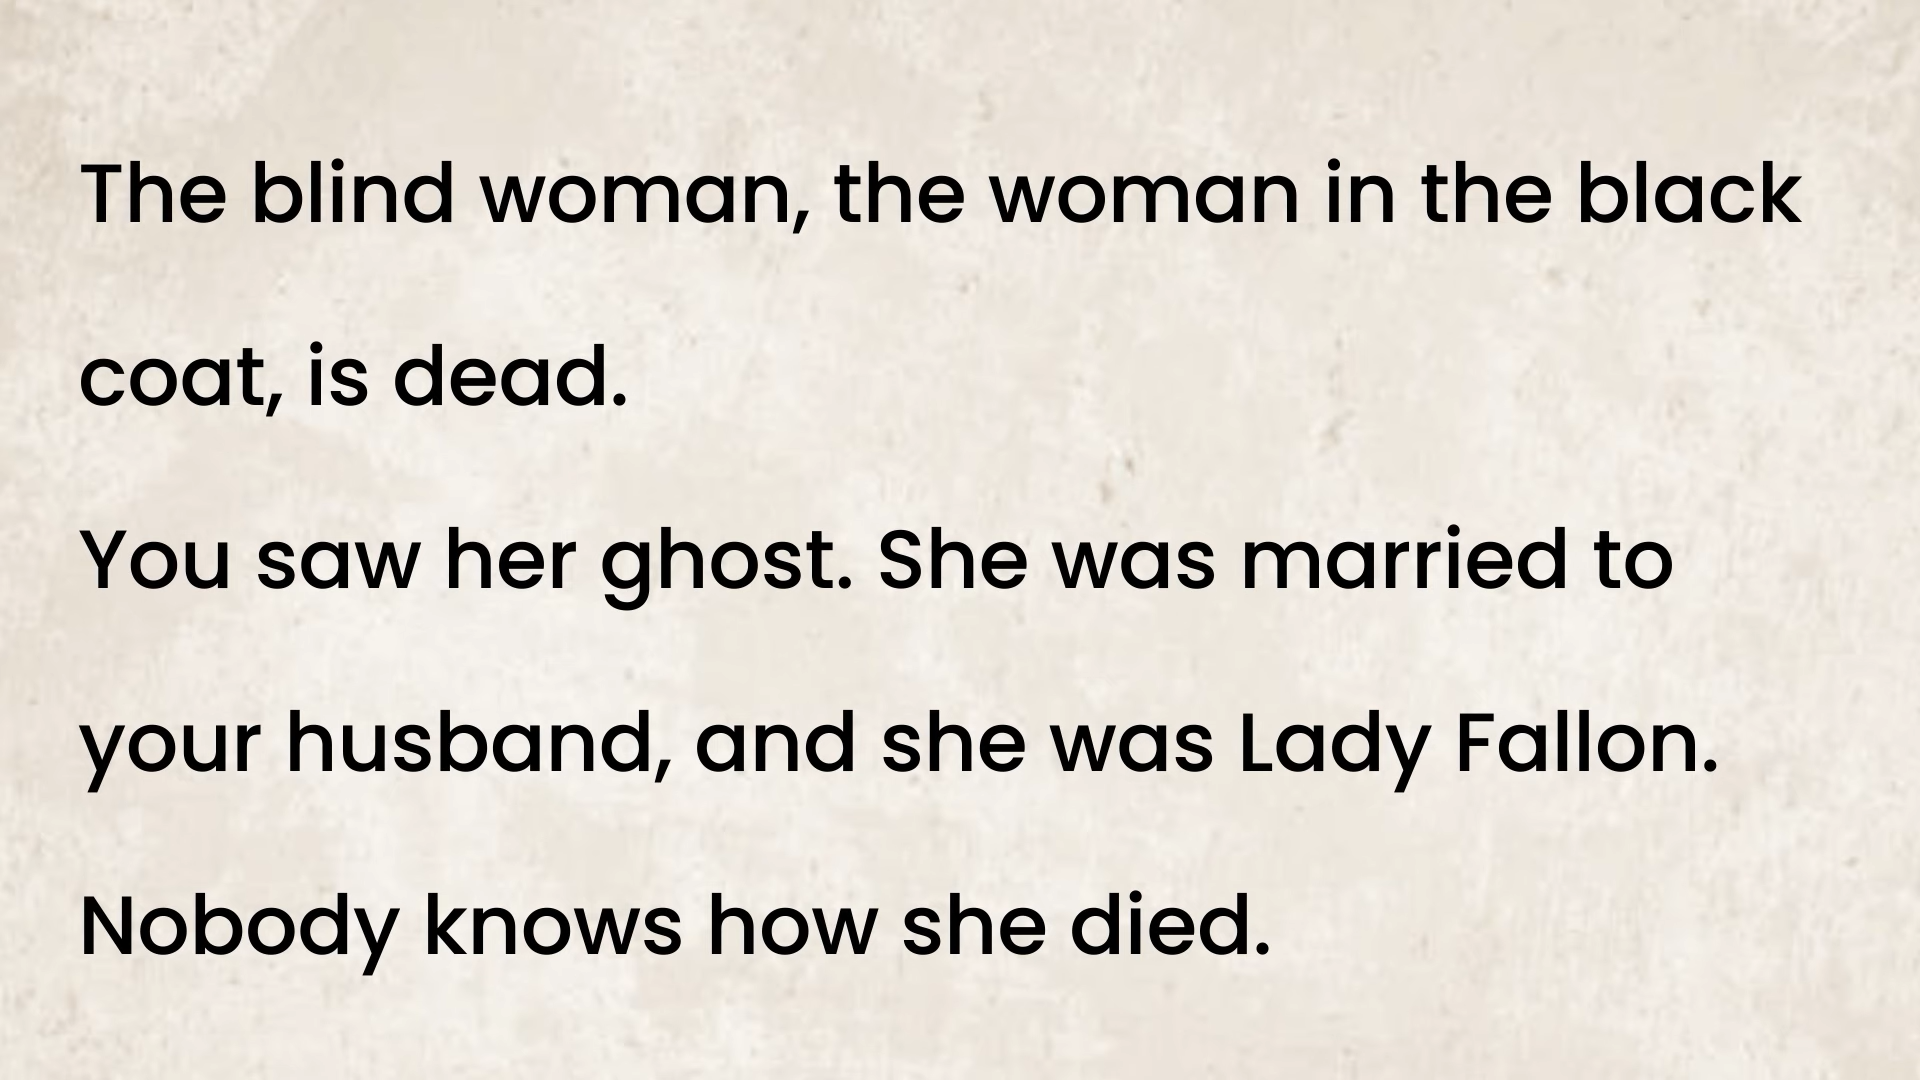 The blind woman, the woman in the black
coat, is dead.
You saw her ghost. She was married to
your husband, and she was Lady Fallon.
Nobody knows how she died.